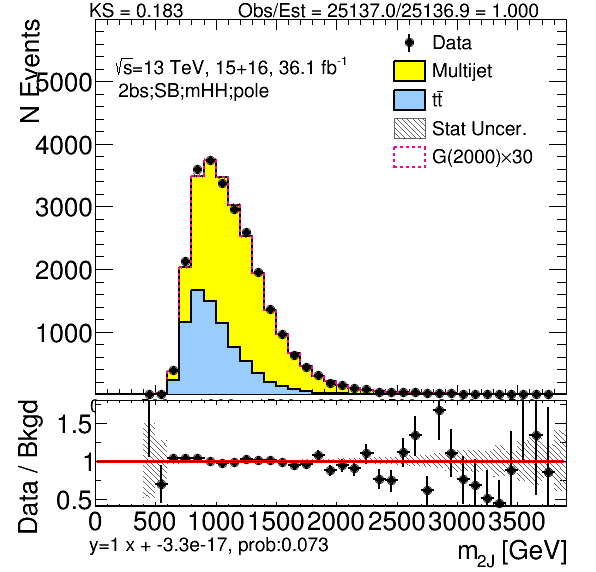 KS = 0.183 Obs/Est = 25137.0/25136.9 = 1.000
N Events
5000
4000
3000
2000
1000
√s=13 TeV, 15+16, 36.1 fb⁻¹
2bs;SB;mHH;pole
Data
Multijet
tt̄
Stat Uncer.
G(2000)×30
Data / Bkgd
1.5
1
0.5
0 500 1000 1500 2000 2500 3000 3500
y=1 x + -3.3e-17, prob:0.073
m2J [GeV]